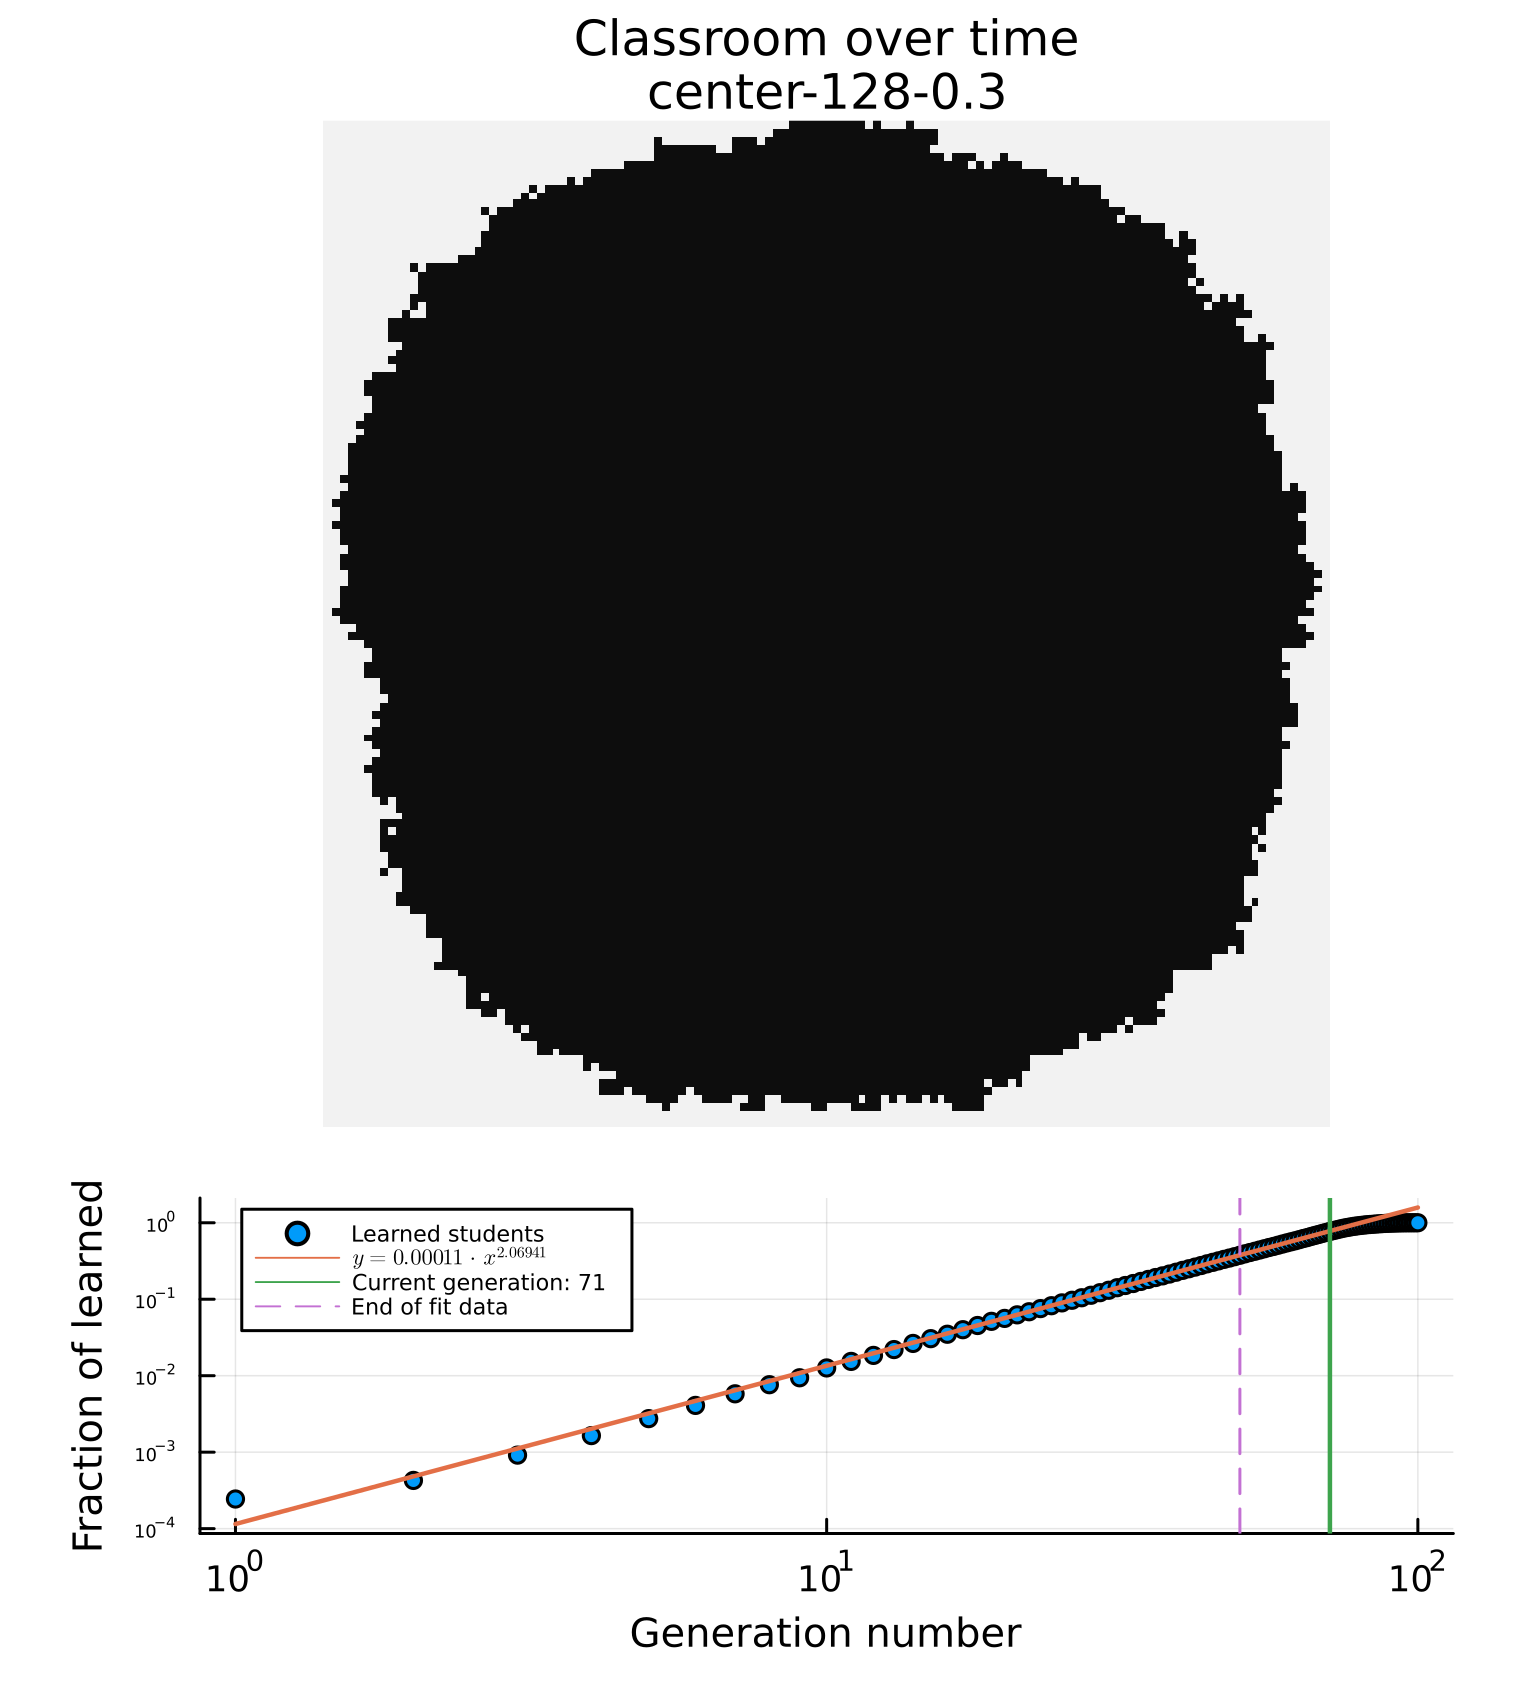 Classroom over time
center-128-0.3
Fraction of learned
10^0
10^-1
10^-2
10^-3
10^-4
Learned students
y = 0.00011 · x^2.06941
Current generation: 71
End of fit data
10^0 10^1 10^2
Generation number